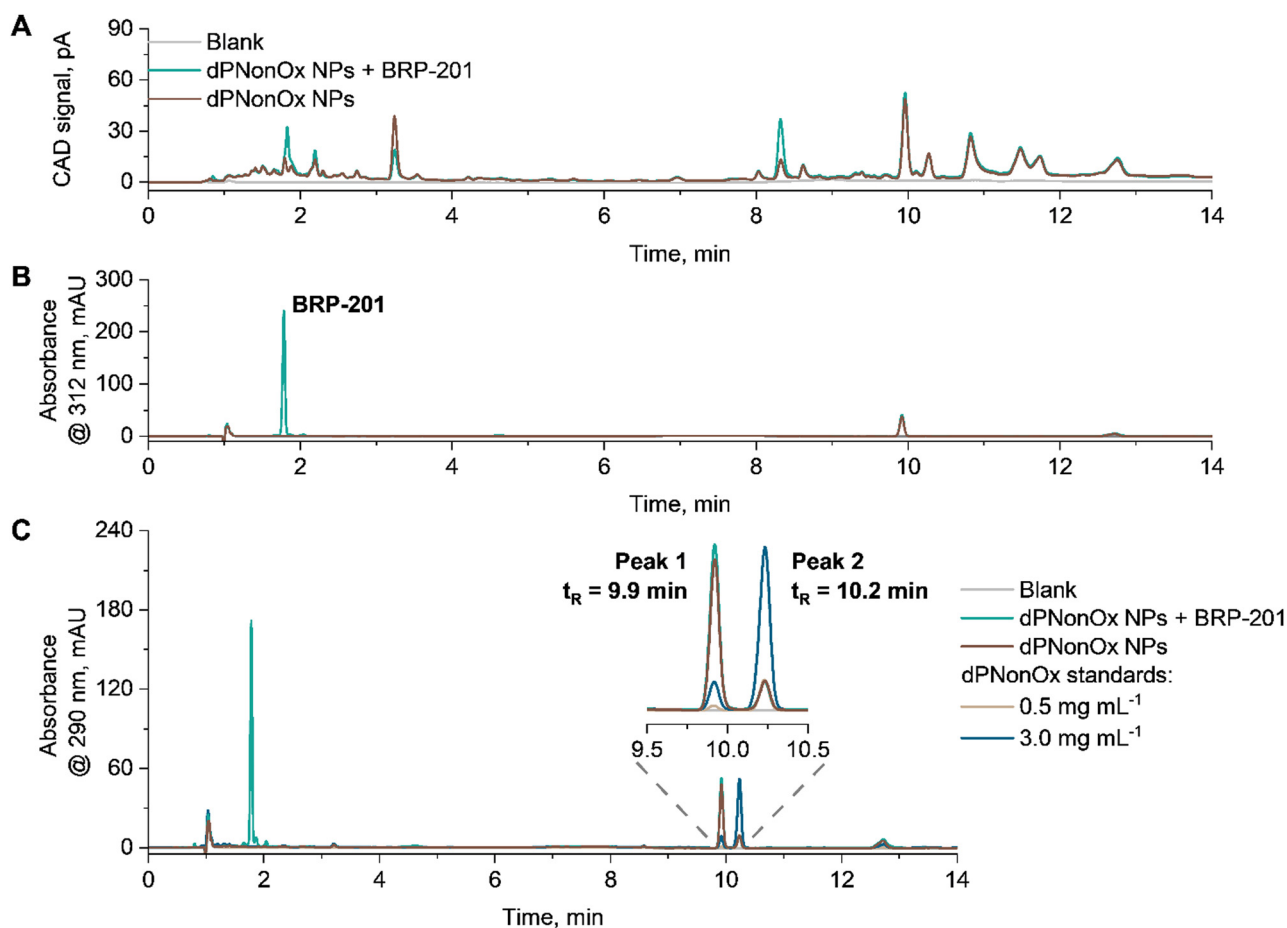 A
CAD signal, pA
90
60
30
0
Blank
dPNonOx NPs + BRP-201
dPNonOx NPs
0 2 4 6 8 10 12 14
Time, min
B
Absorbance
@ 312 nm, mAU
300
200
100
0
BRP-201
0 2 4 6 8 10 12 14
Time, min
C
Absorbance
@ 290 nm, mAU
240
180
120
60
0
Peak 1
tR = 9.9 min
Peak 2
tR = 10.2 min
9.5 10.0 10.5
Blank
dPNonOx NPs + BRP-201
dPNonOx NPs
dPNonOx standards:
0.5 mg mL-1
3.0 mg mL-1
0 2 4 6 8 10 12 14
Time, min